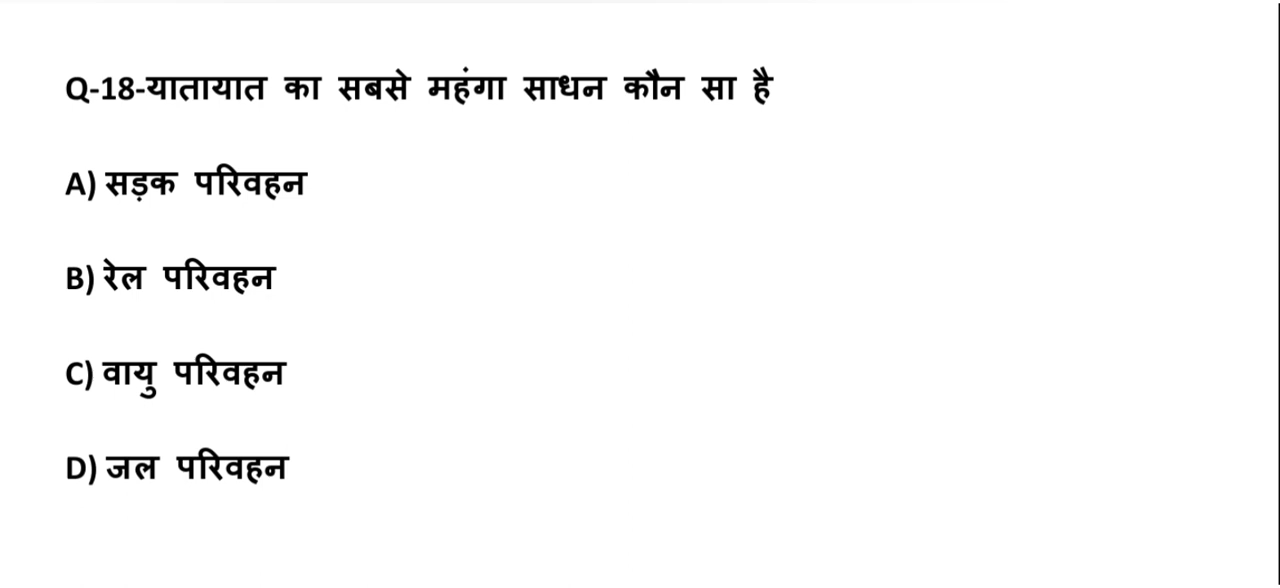 Q-18-यातायात का सबसे महंगा साधन कौन सा है
A) सड़क परिवहन
B) रेल परिवहन
C) वायु परिवहन
D) जल परिवहन